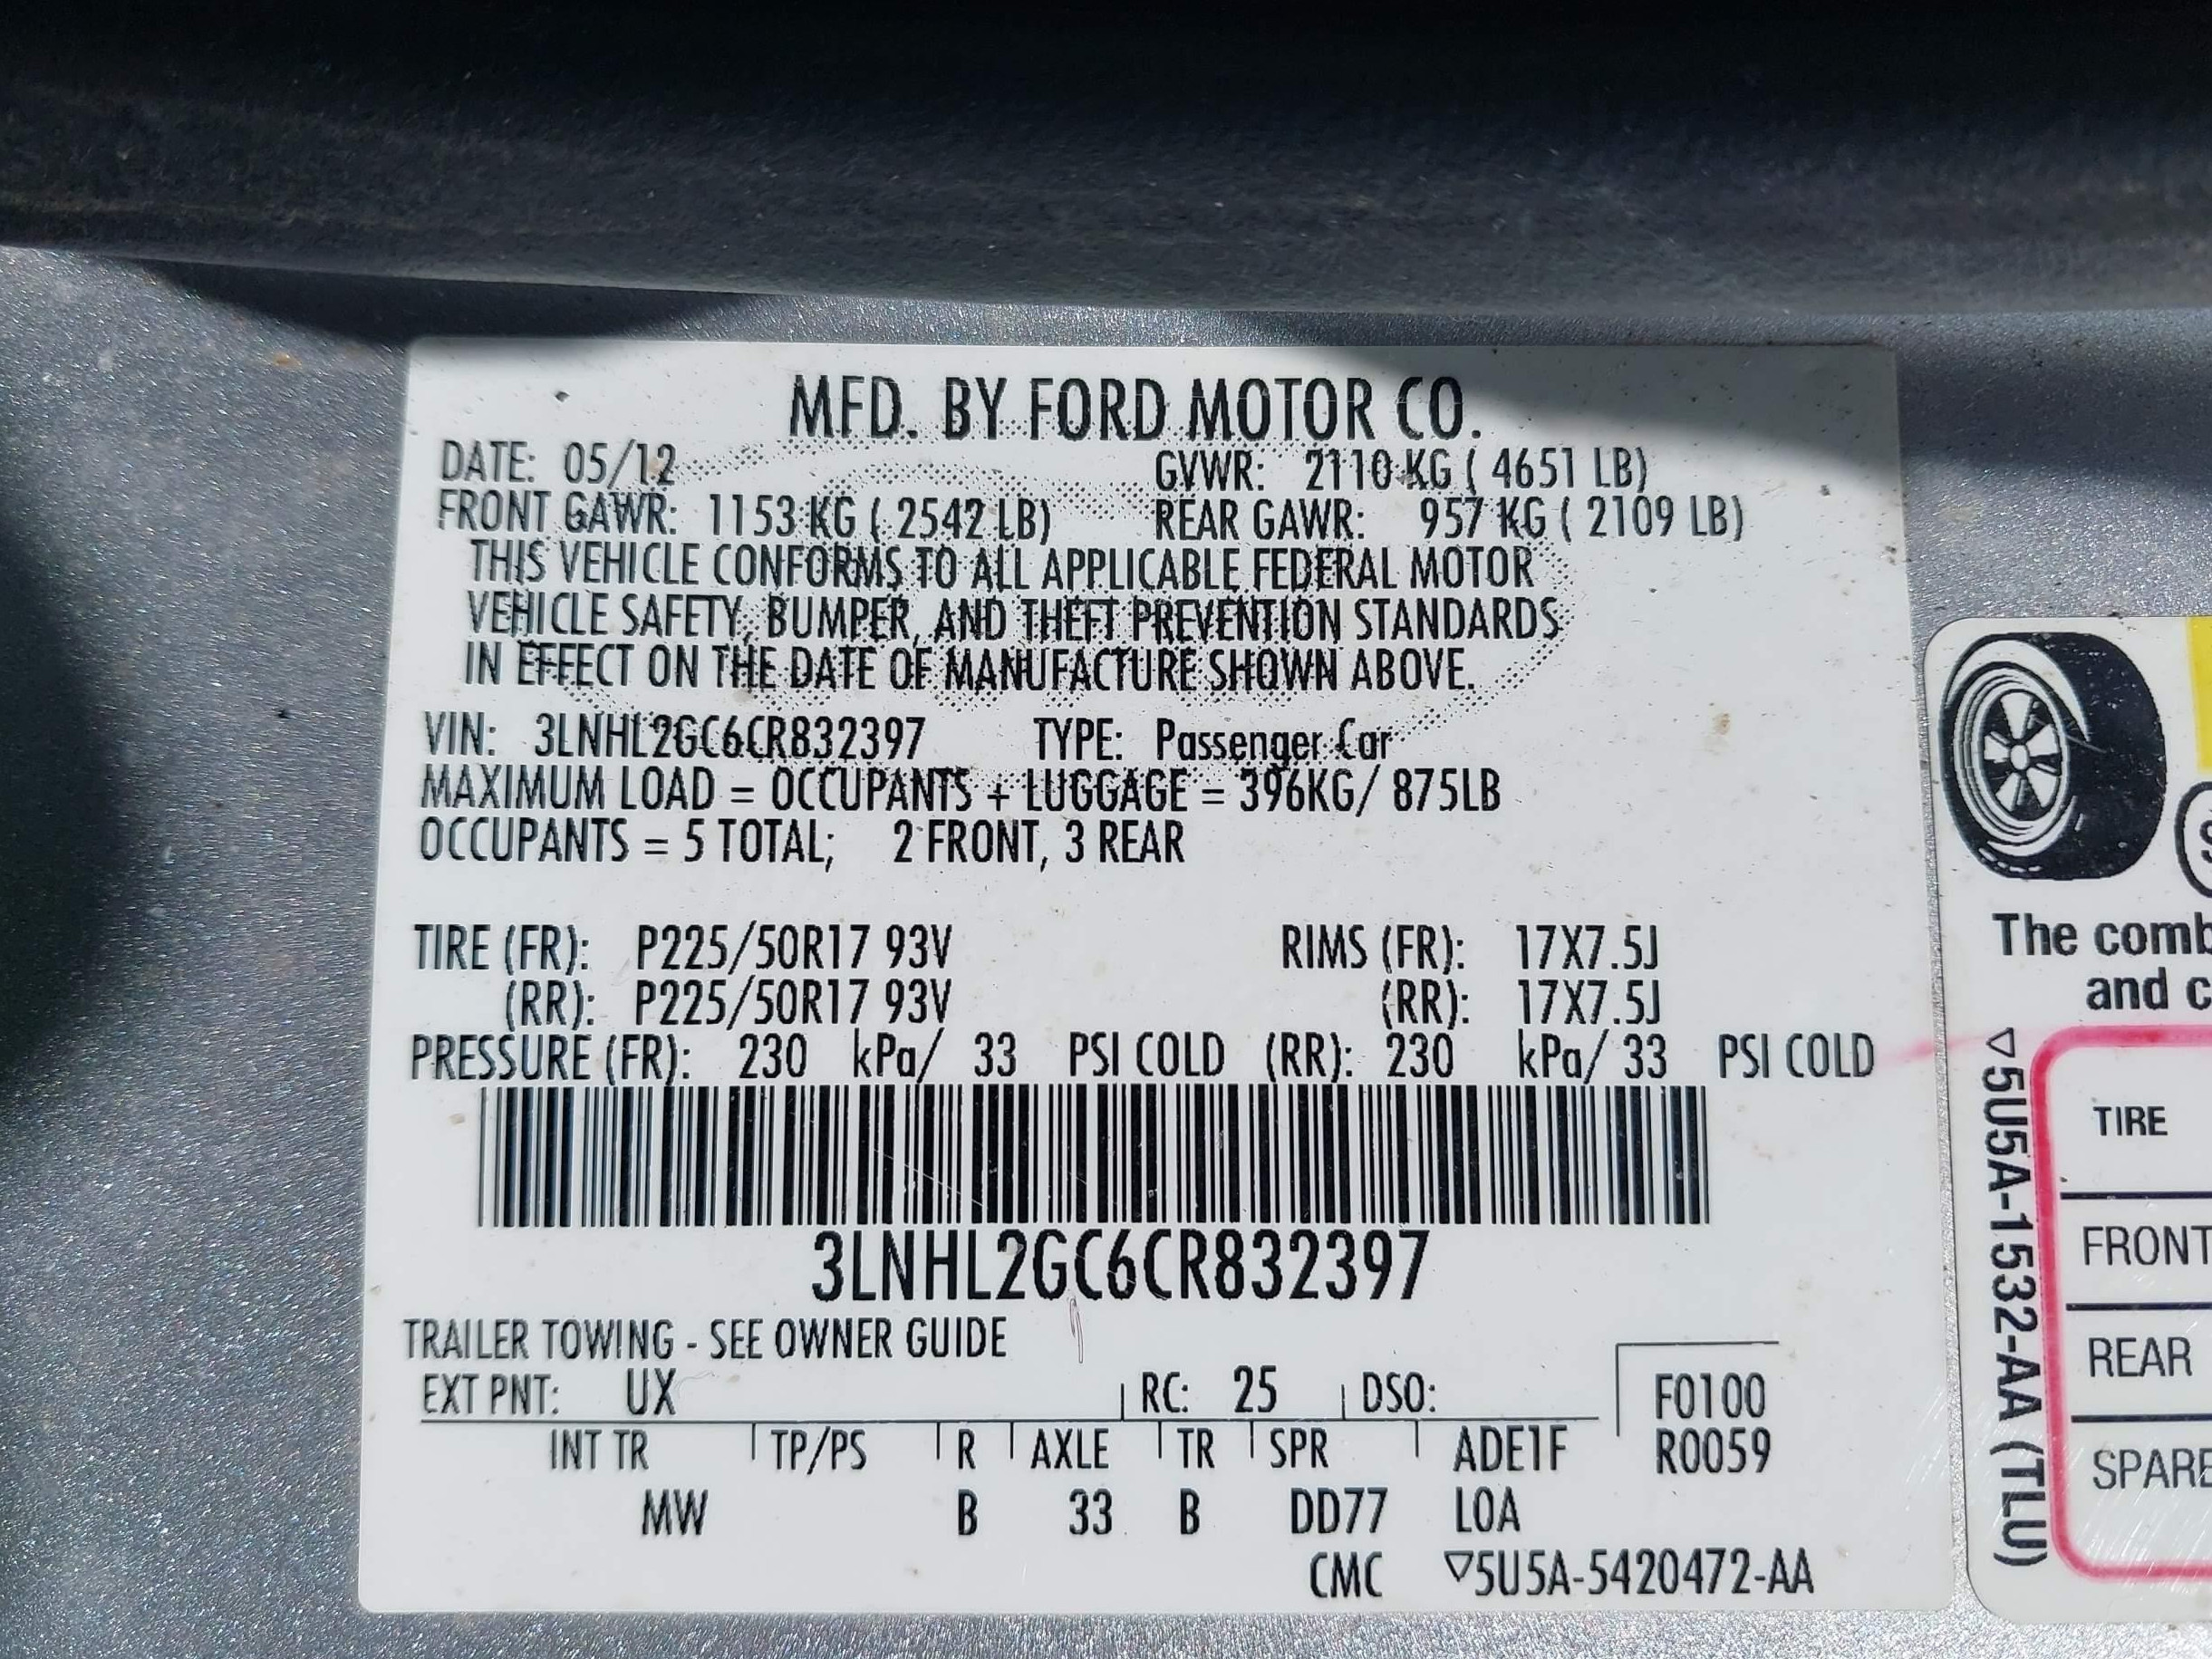 MFD. BY FORD MOTOR CO.
DATE: 05/12 GVWR: 2110 KG ( 4651 LB)
FRONT GAWR: 1153 KG ( 2542 LB) REAR GAWR: 957 KG ( 2109 LB)
THIS VEHICLE CONFORMS TO ALL APPLICABLE FEDERAL MOTOR
VEHICLE SAFETY, BUMPER, AND THEFT PREVENTION STANDARDS
IN EFFECT ON THE DATE OF MANUFACTURE SHOWN ABOVE.
VIN: 3LNHL2GC6CR832397 TYPE: Passenger Car
MAXIMUM LOAD = OCCUPANTS + LUGGAGE = 396KG/ 875LB
OCCUPANTS = 5 TOTAL; 2 FRONT, 3 REAR
TIRE (FR): P225/50R17 93V RIMS (FR): 17X7.5J
(RR): P225/50R17 93V (RR): 17X7.5J
PRESSURE (FR): 230 kPa/ 33 PSI COLD (RR): 230 kPa/ 33 PSI COLD
3LNHL2GC6CR832397
TRAILER TOWING - SEE OWNER GUIDE
EXT PNT: UX RC: 25 DSO: F0100
INT TR TP/PS R AXLE TR SPR ADE1F R0059
MW B 33 B DD77 LOA
CMC ▽5U5A-5420472-AA
The comb
and c
▽5U5A-1532-AA (TLU)
TIRE
FRONT
REAR
SPARE